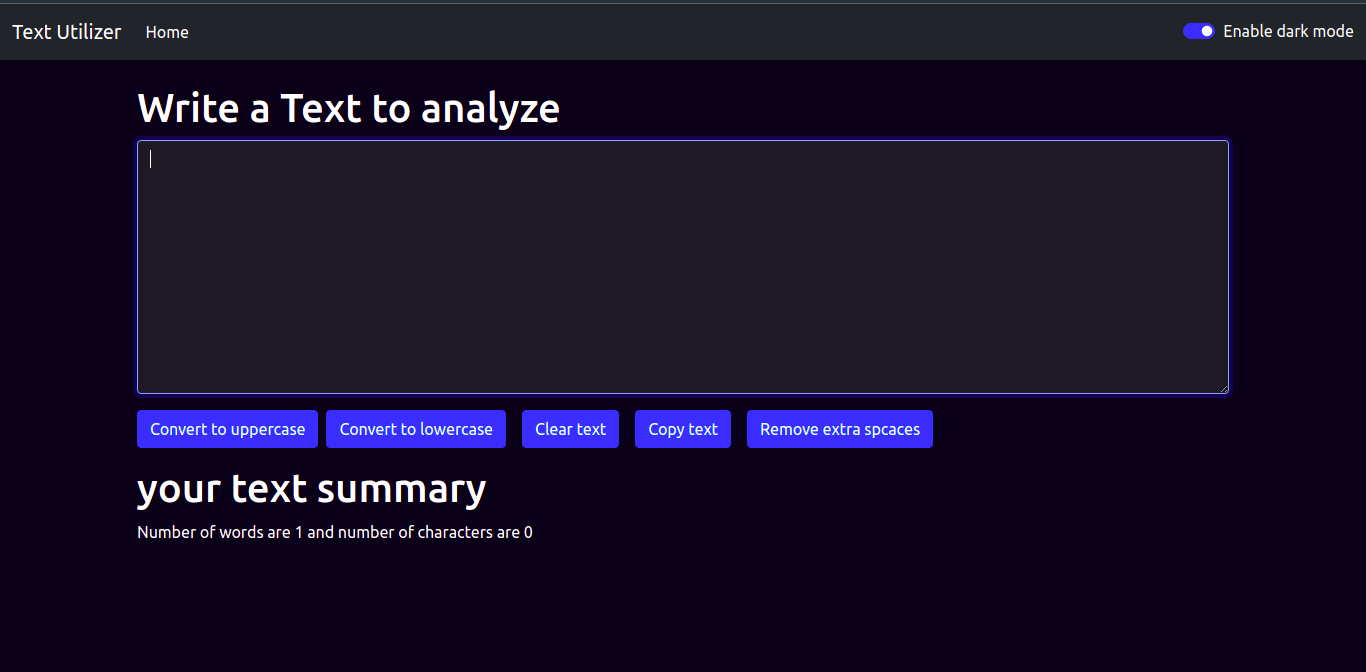 Text Utilizer Home Enable dark mode
Write a Text to analyze
Convert to uppercase Convert to lowercase Clear text Copy text Remove extra spcaces
your text summary
Number of words are 1 and number of characters are 0